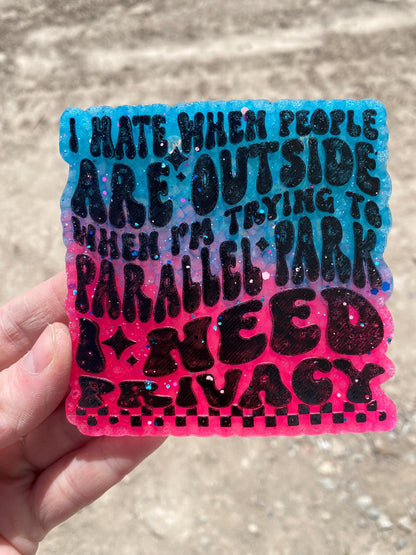 I HATE WHEN PEOPLE
ARE OUTSIDE
WHEN I'M TRYING TO
PARALLEL PARK
I NEED
PRIVACY